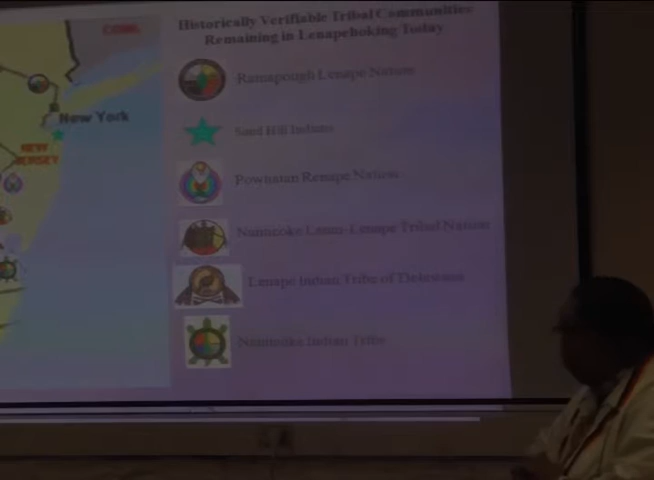 CONN.
New York
NEW
JERSEY
Historically Verifiable Tribal Communities
Remaining in Lenapehoking Today
Ramapough Lenape Nation
Sand Hill Indians
Powhatan Renape Nation
Nanticoke Lenni-Lenape Tribal Nation
Lenape Indian Tribe of Delaware
Nanticoke Indian Tribe